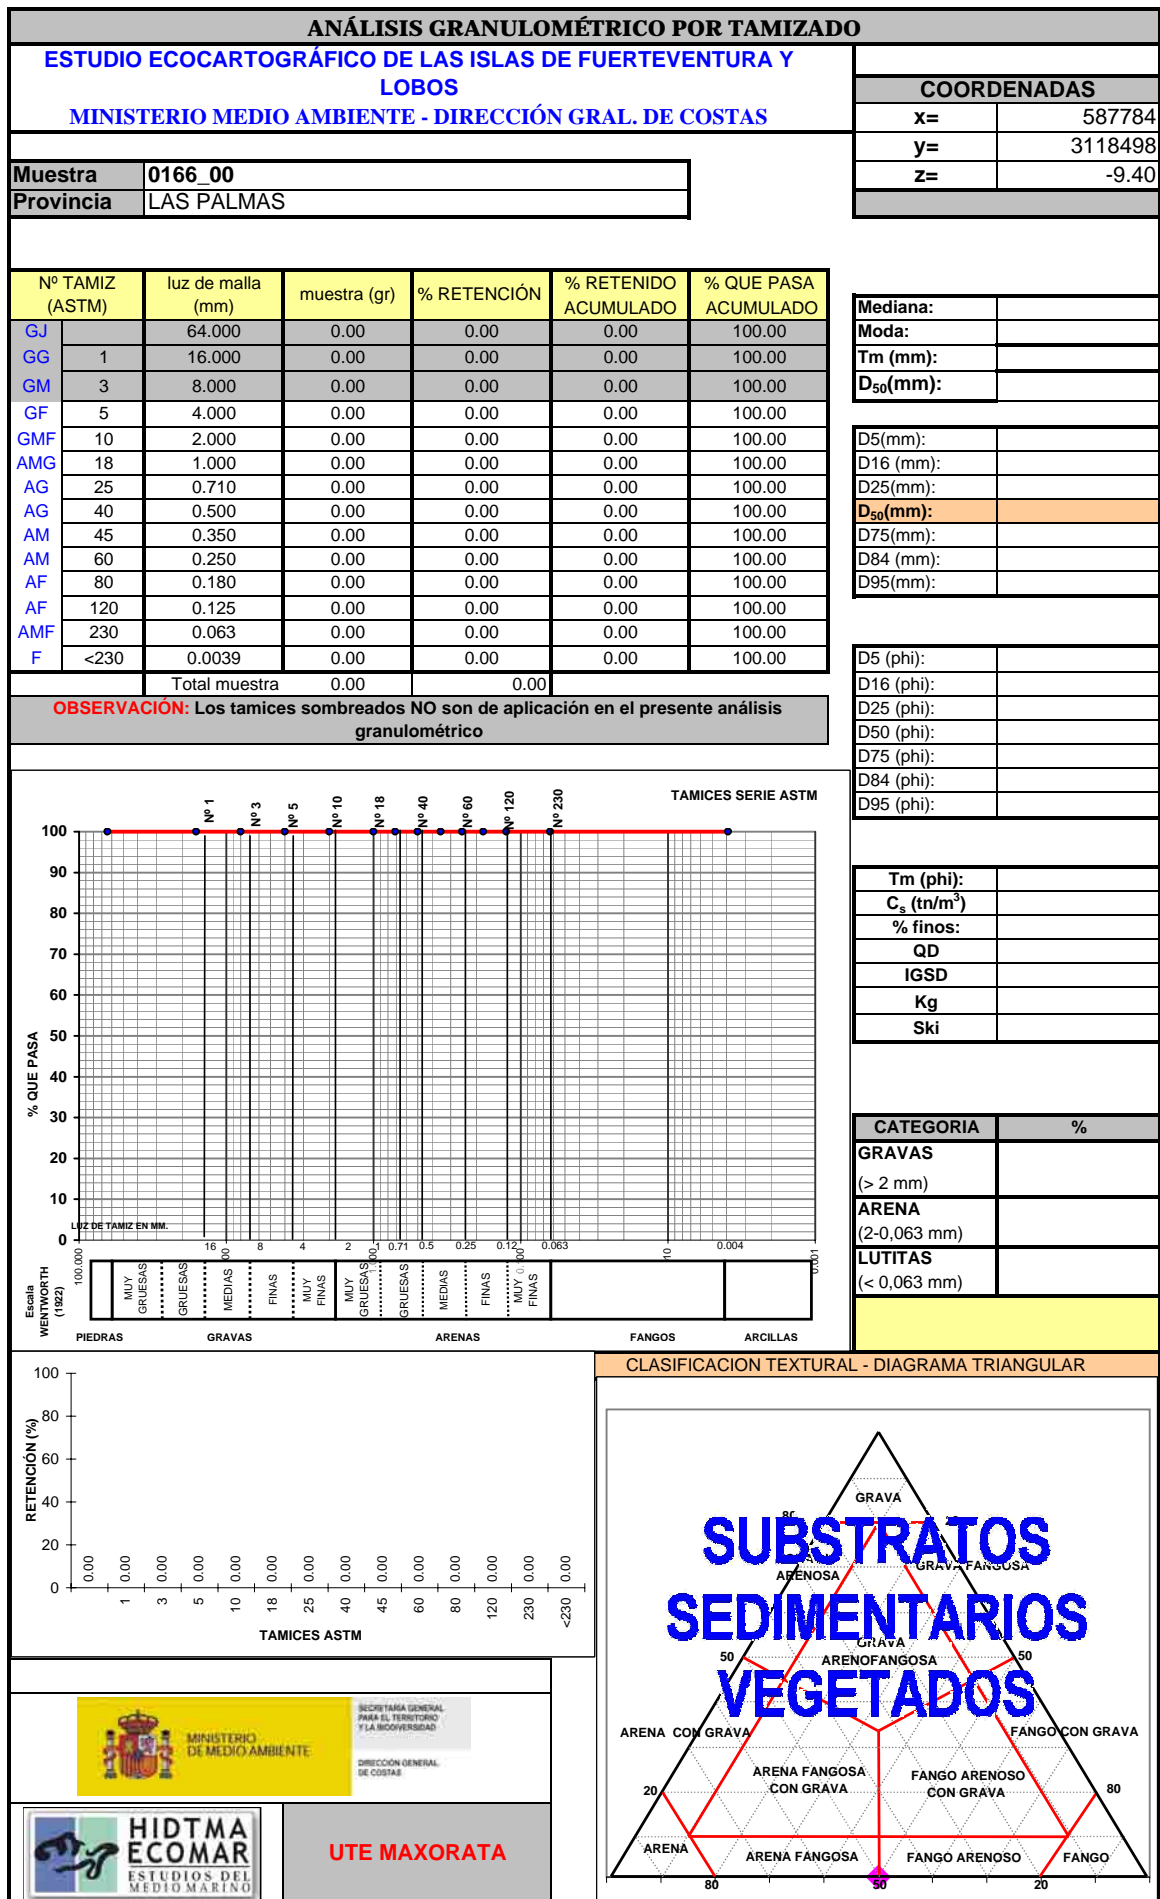 ANÁLISIS GRANULOMÉTRICO POR TAMIZADO
ESTUDIO ECOCARTOGRÁFICO DE LAS ISLAS DE FUERTEVENTURA Y
LOBOS
MINISTERIO MEDIO AMBIENTE - DIRECCIÓN GRAL. DE COSTAS
COORDENADAS
x= 587784
y= 3118498
z= -9.40
Muestra 0166_00
Provincia LAS PALMAS
Nº TAMIZ (ASTM) luz de malla (mm) muestra (gr) % RETENCIÓN % RETENIDO ACUMULADO % QUE PASA ACUMULADO
GJ 64.000 0.00 0.00 0.00 100.00
GG 1 16.000 0.00 0.00 0.00 100.00
GM 3 8.000 0.00 0.00 0.00 100.00
GF 5 4.000 0.00 0.00 0.00 100.00
GMF 10 2.000 0.00 0.00 0.00 100.00
AMG 18 1.000 0.00 0.00 0.00 100.00
AG 25 0.710 0.00 0.00 0.00 100.00
AG 40 0.500 0.00 0.00 0.00 100.00
AM 45 0.350 0.00 0.00 0.00 100.00
AM 60 0.250 0.00 0.00 0.00 100.00
AF 80 0.180 0.00 0.00 0.00 100.00
AF 120 0.125 0.00 0.00 0.00 100.00
AMF 230 0.063 0.00 0.00 0.00 100.00
F <230 0.0039 0.00 0.00 0.00 100.00
Total muestra 0.00 0.00
OBSERVACIÓN: Los tamices sombreados NO son de aplicación en el presente análisis
granulométrico
Mediana:
Moda:
Tm (mm):
D50(mm):
D5(mm):
D16 (mm):
D25(mm):
D50(mm):
D75(mm):
D84 (mm):
D95(mm):
D5 (phi):
D16 (phi):
D25 (phi):
D50 (phi):
D75 (phi):
D84 (phi):
D95 (phi):
Tm (phi):
Cs (tn/m3)
% finos:
QD
IGSD
Kg
Ski
CATEGORIA %
GRAVAS
(> 2 mm)
ARENA
(2-0,063 mm)
LUTITAS
(< 0,063 mm)
TAMICES SERIE ASTM
Nº 1 Nº 3 Nº 5 Nº 10 Nº 18 Nº 40 Nº 60 Nº 120 Nº 230
% QUE PASA
100
90
80
70
60
50
40
30
20
10
0
LUZ DE TAMIZ EN MM.
16 8 4 2 1 0.71 0.5 0.25 0.12 0.063 0.004
100.000
Escala
WENTWORTH
(1922)
MUY GRUESAS GRUESAS MEDIAS FINAS MUY FINAS MUY GRUESAS GRUESAS MEDIAS FINAS MUY FINAS
PIEDRAS GRAVAS ARENAS FANGOS ARCILLAS
RETENCIÓN (%)
100
80
60
40
20
0
0.00 0.00 0.00 0.00 0.00 0.00 0.00 0.00 0.00 0.00 0.00 0.00 0.00 0.00
1 3 5 10 18 25 40 45 60 80 120 230 <230
TAMICES ASTM
CLASIFICACION TEXTURAL - DIAGRAMA TRIANGULAR
GRAVA
SUBSTRATOS
ARENOSA GRAVA FANGOSA
SEDIMENTARIOS
GRAVA
ARENOFANGOSA
50 50
VEGETADOS
ARENA CON GRAVA FANGO CON GRAVA
ARENA FANGOSA
CON GRAVA
FANGO ARENOSO
CON GRAVA
20 80
ARENA ARENA FANGOSA FANGO ARENOSO FANGO
80 50 20
MINISTERIO
DE MEDIO AMBIENTE
SECRETARÍA GENERAL
PARA EL TERRITORIO
Y LA BIODIVERSIDAD
DIRECCIÓN GENERAL
DE COSTAS
HIDTMA
ECOMAR
ESTUDIOS DEL
MEDIO MARINO
UTE MAXORATA